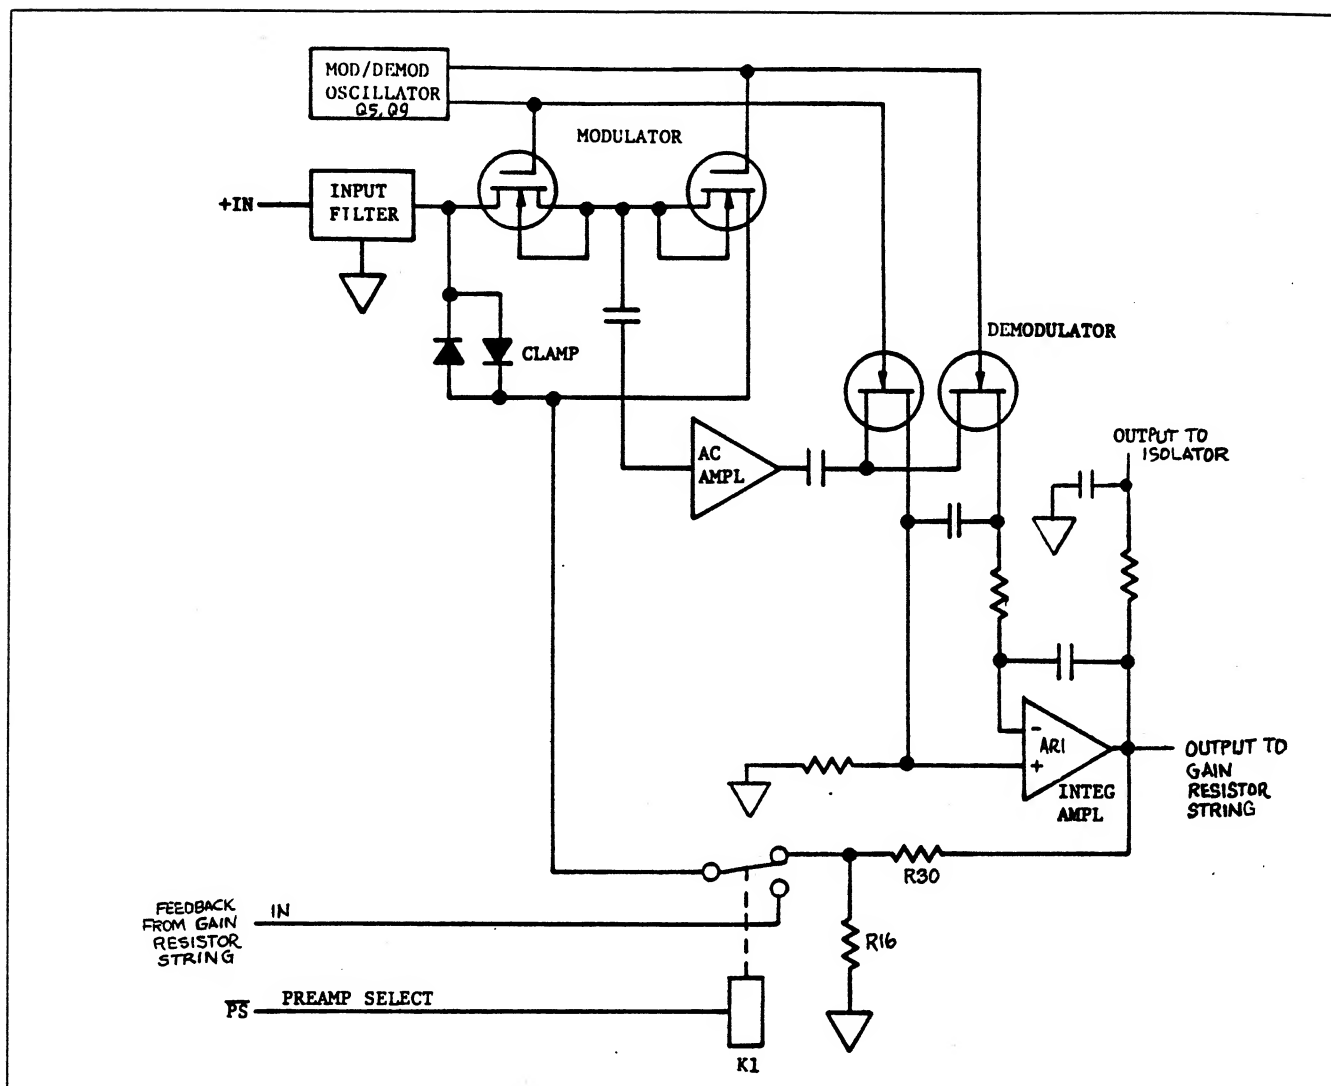 MOD/DEMOD
OSCILLATOR
Q5, Q9
MODULATOR
+IN
INPUT
FILTER
CLAMP
DEMODULATOR
AC
AMPL
OUTPUT TO
ISOLATOR
-
AR1
+
INTEG
AMPL
OUTPUT TO
GAIN
RESISTOR
STRING
R30
R16
FEEDBACK
FROM GAIN
RESISTOR
STRING
IN
P̅S̅
PREAMP SELECT
K1